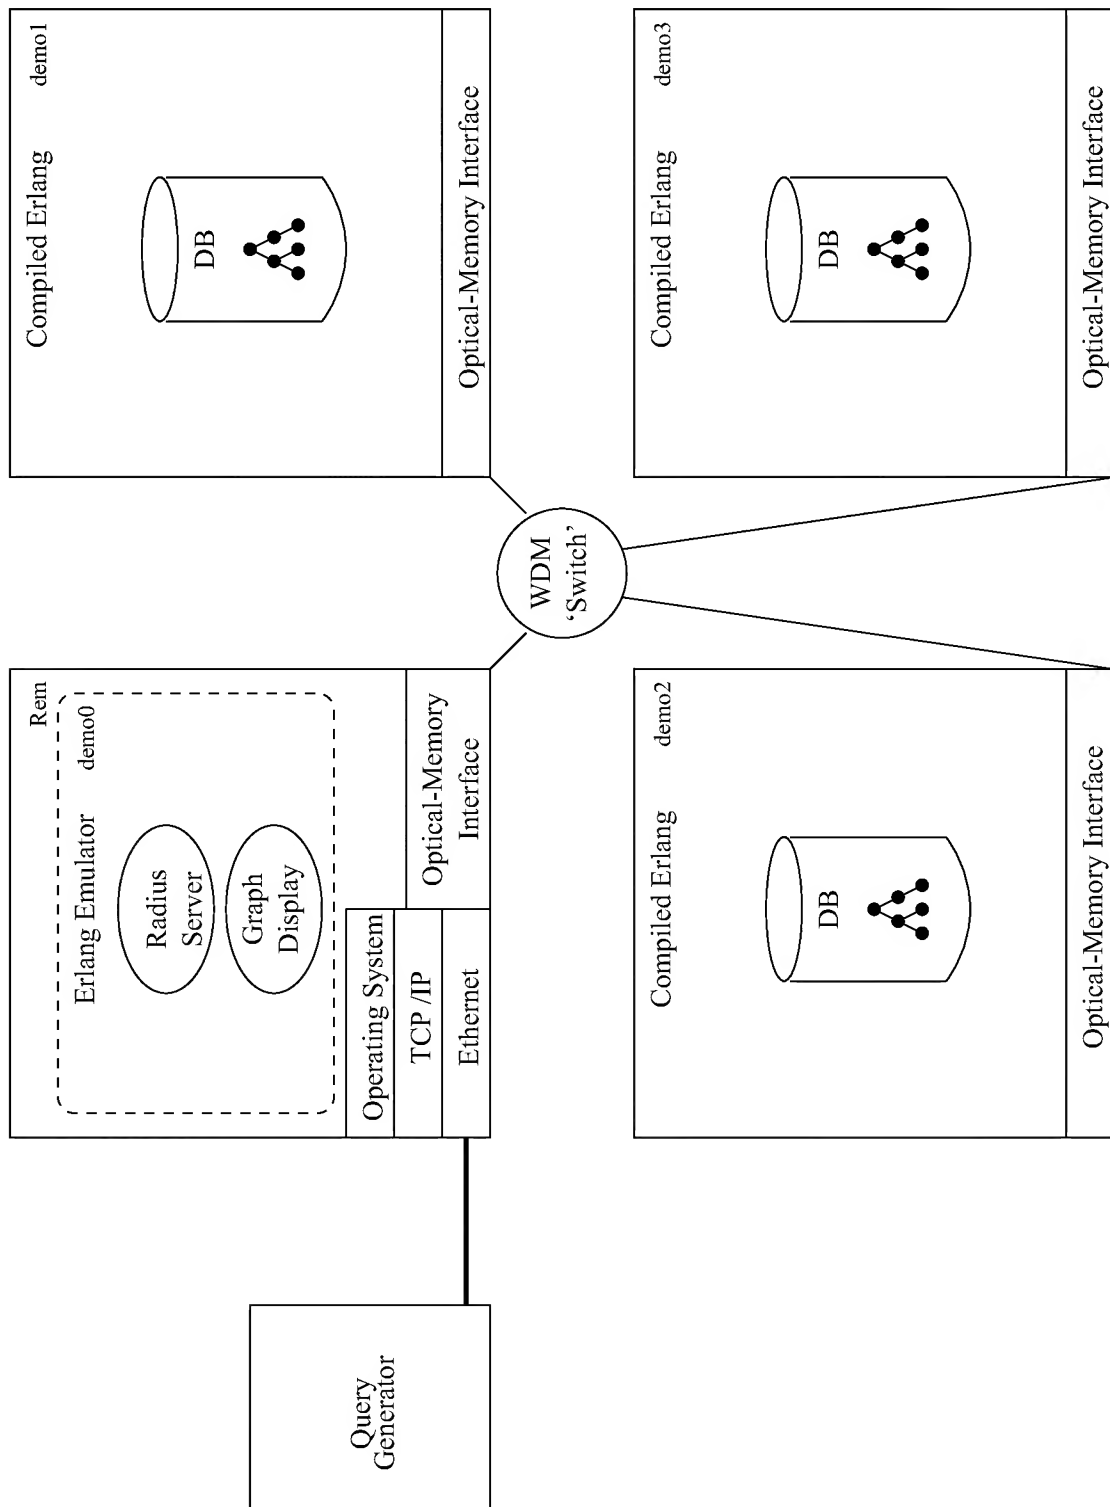 Rem
Erlang Emulator
demo0
Radius
Server
Graph
Display
Operating System
TCP /IP
Ethernet
Optical-Memory
Interface
Compiled Erlang
demo1
DB
Optical-Memory Interface
Query
Generator
WDM
‘Switch’
Compiled Erlang
demo2
DB
Optical-Memory Interface
Compiled Erlang
demo3
DB
Optical-Memory Interface